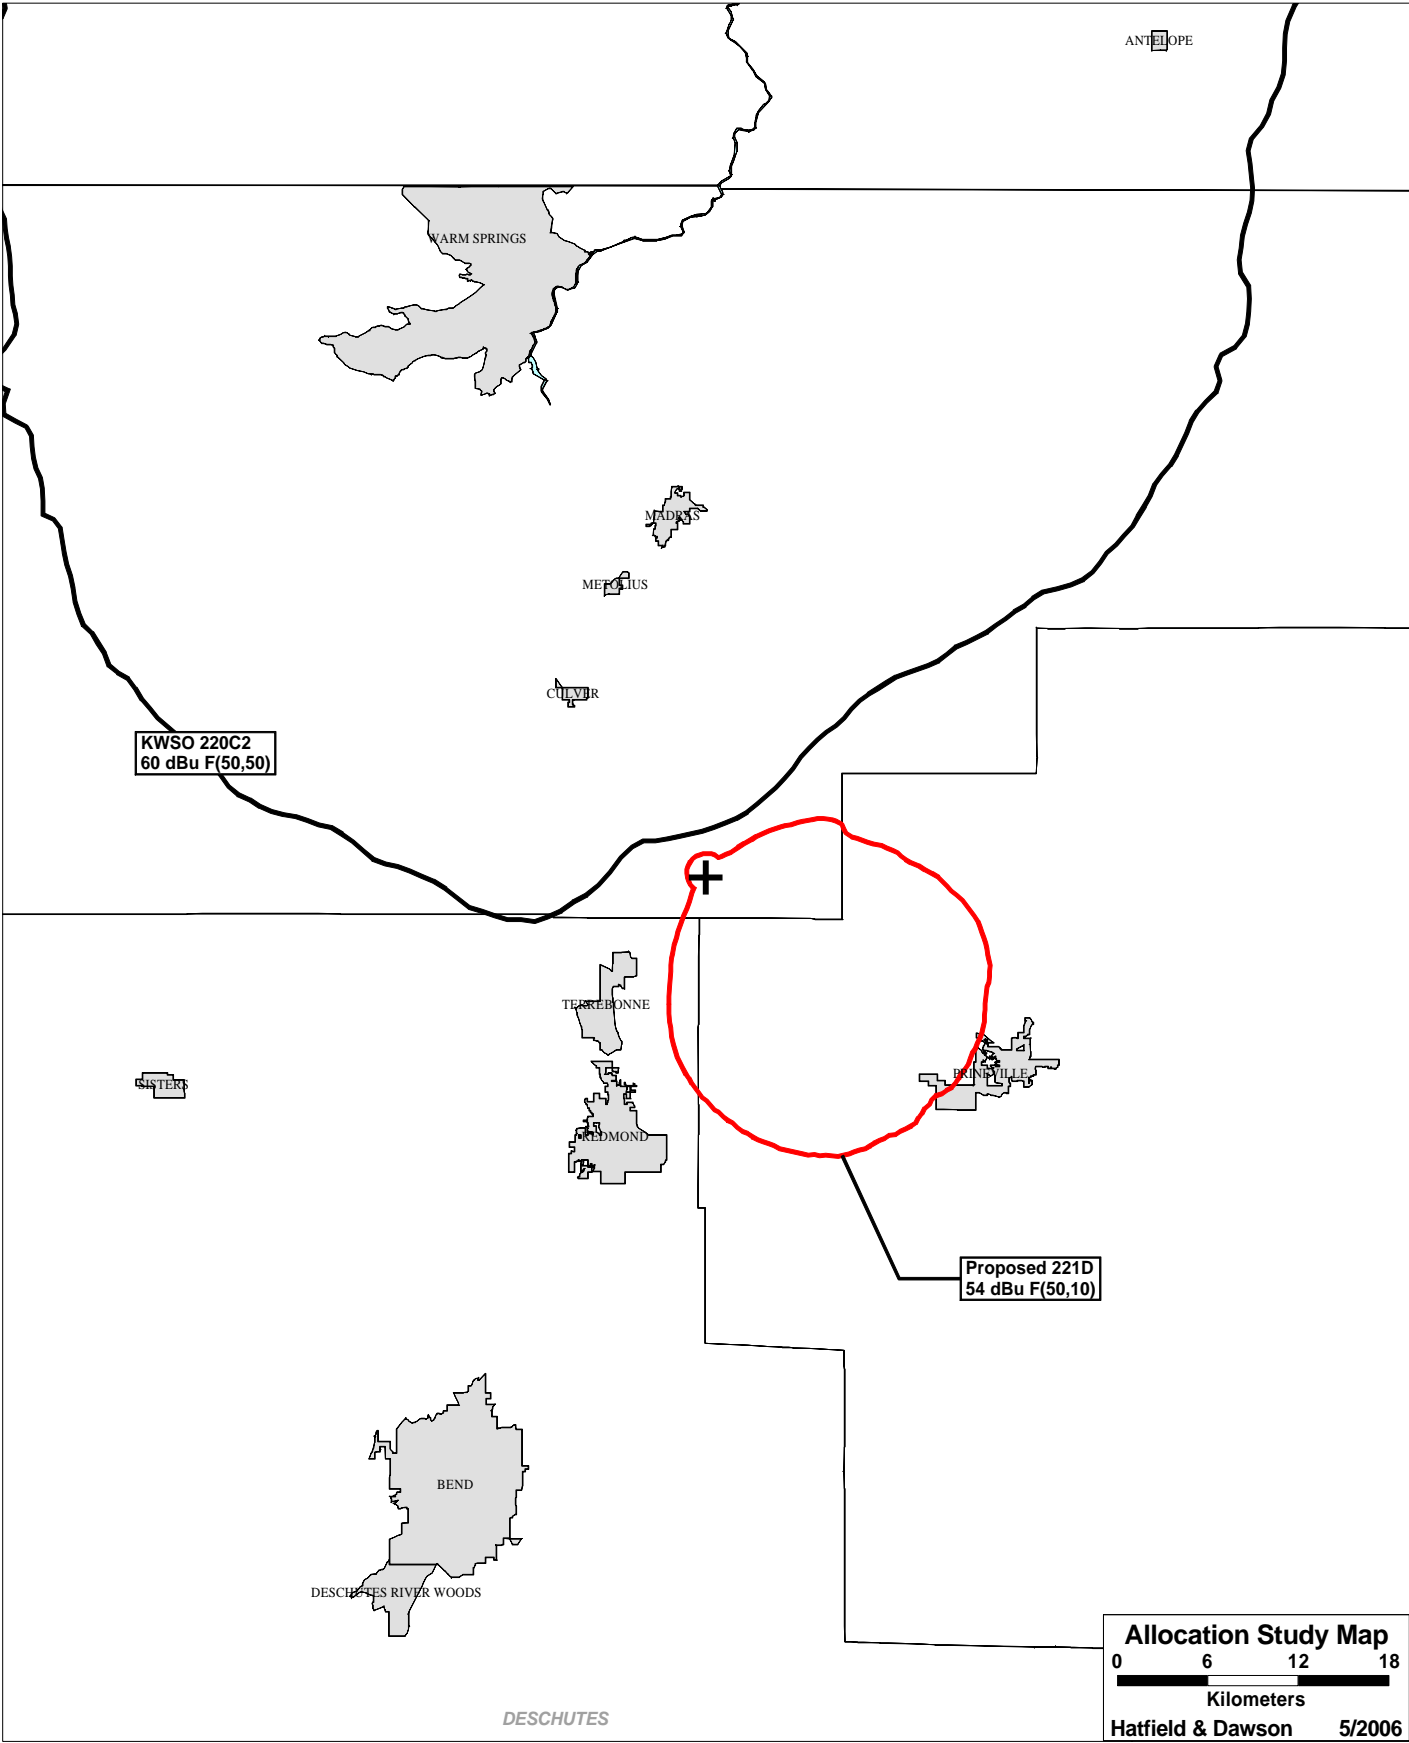 ANTELOPE
WARM SPRINGS
MADRAS
METOLIUS
CULVER
KWSO 220C2
60 dBu F(50,50)
TERREBONNE
SISTERS
PRINEVILLE
REDMOND
Proposed 221D
54 dBu F(50,10)
BEND
DESCHUTES RIVER WOODS
DESCHUTES
Allocation Study Map
0 6 12 18
Kilometers
Hatfield & Dawson 5/2006